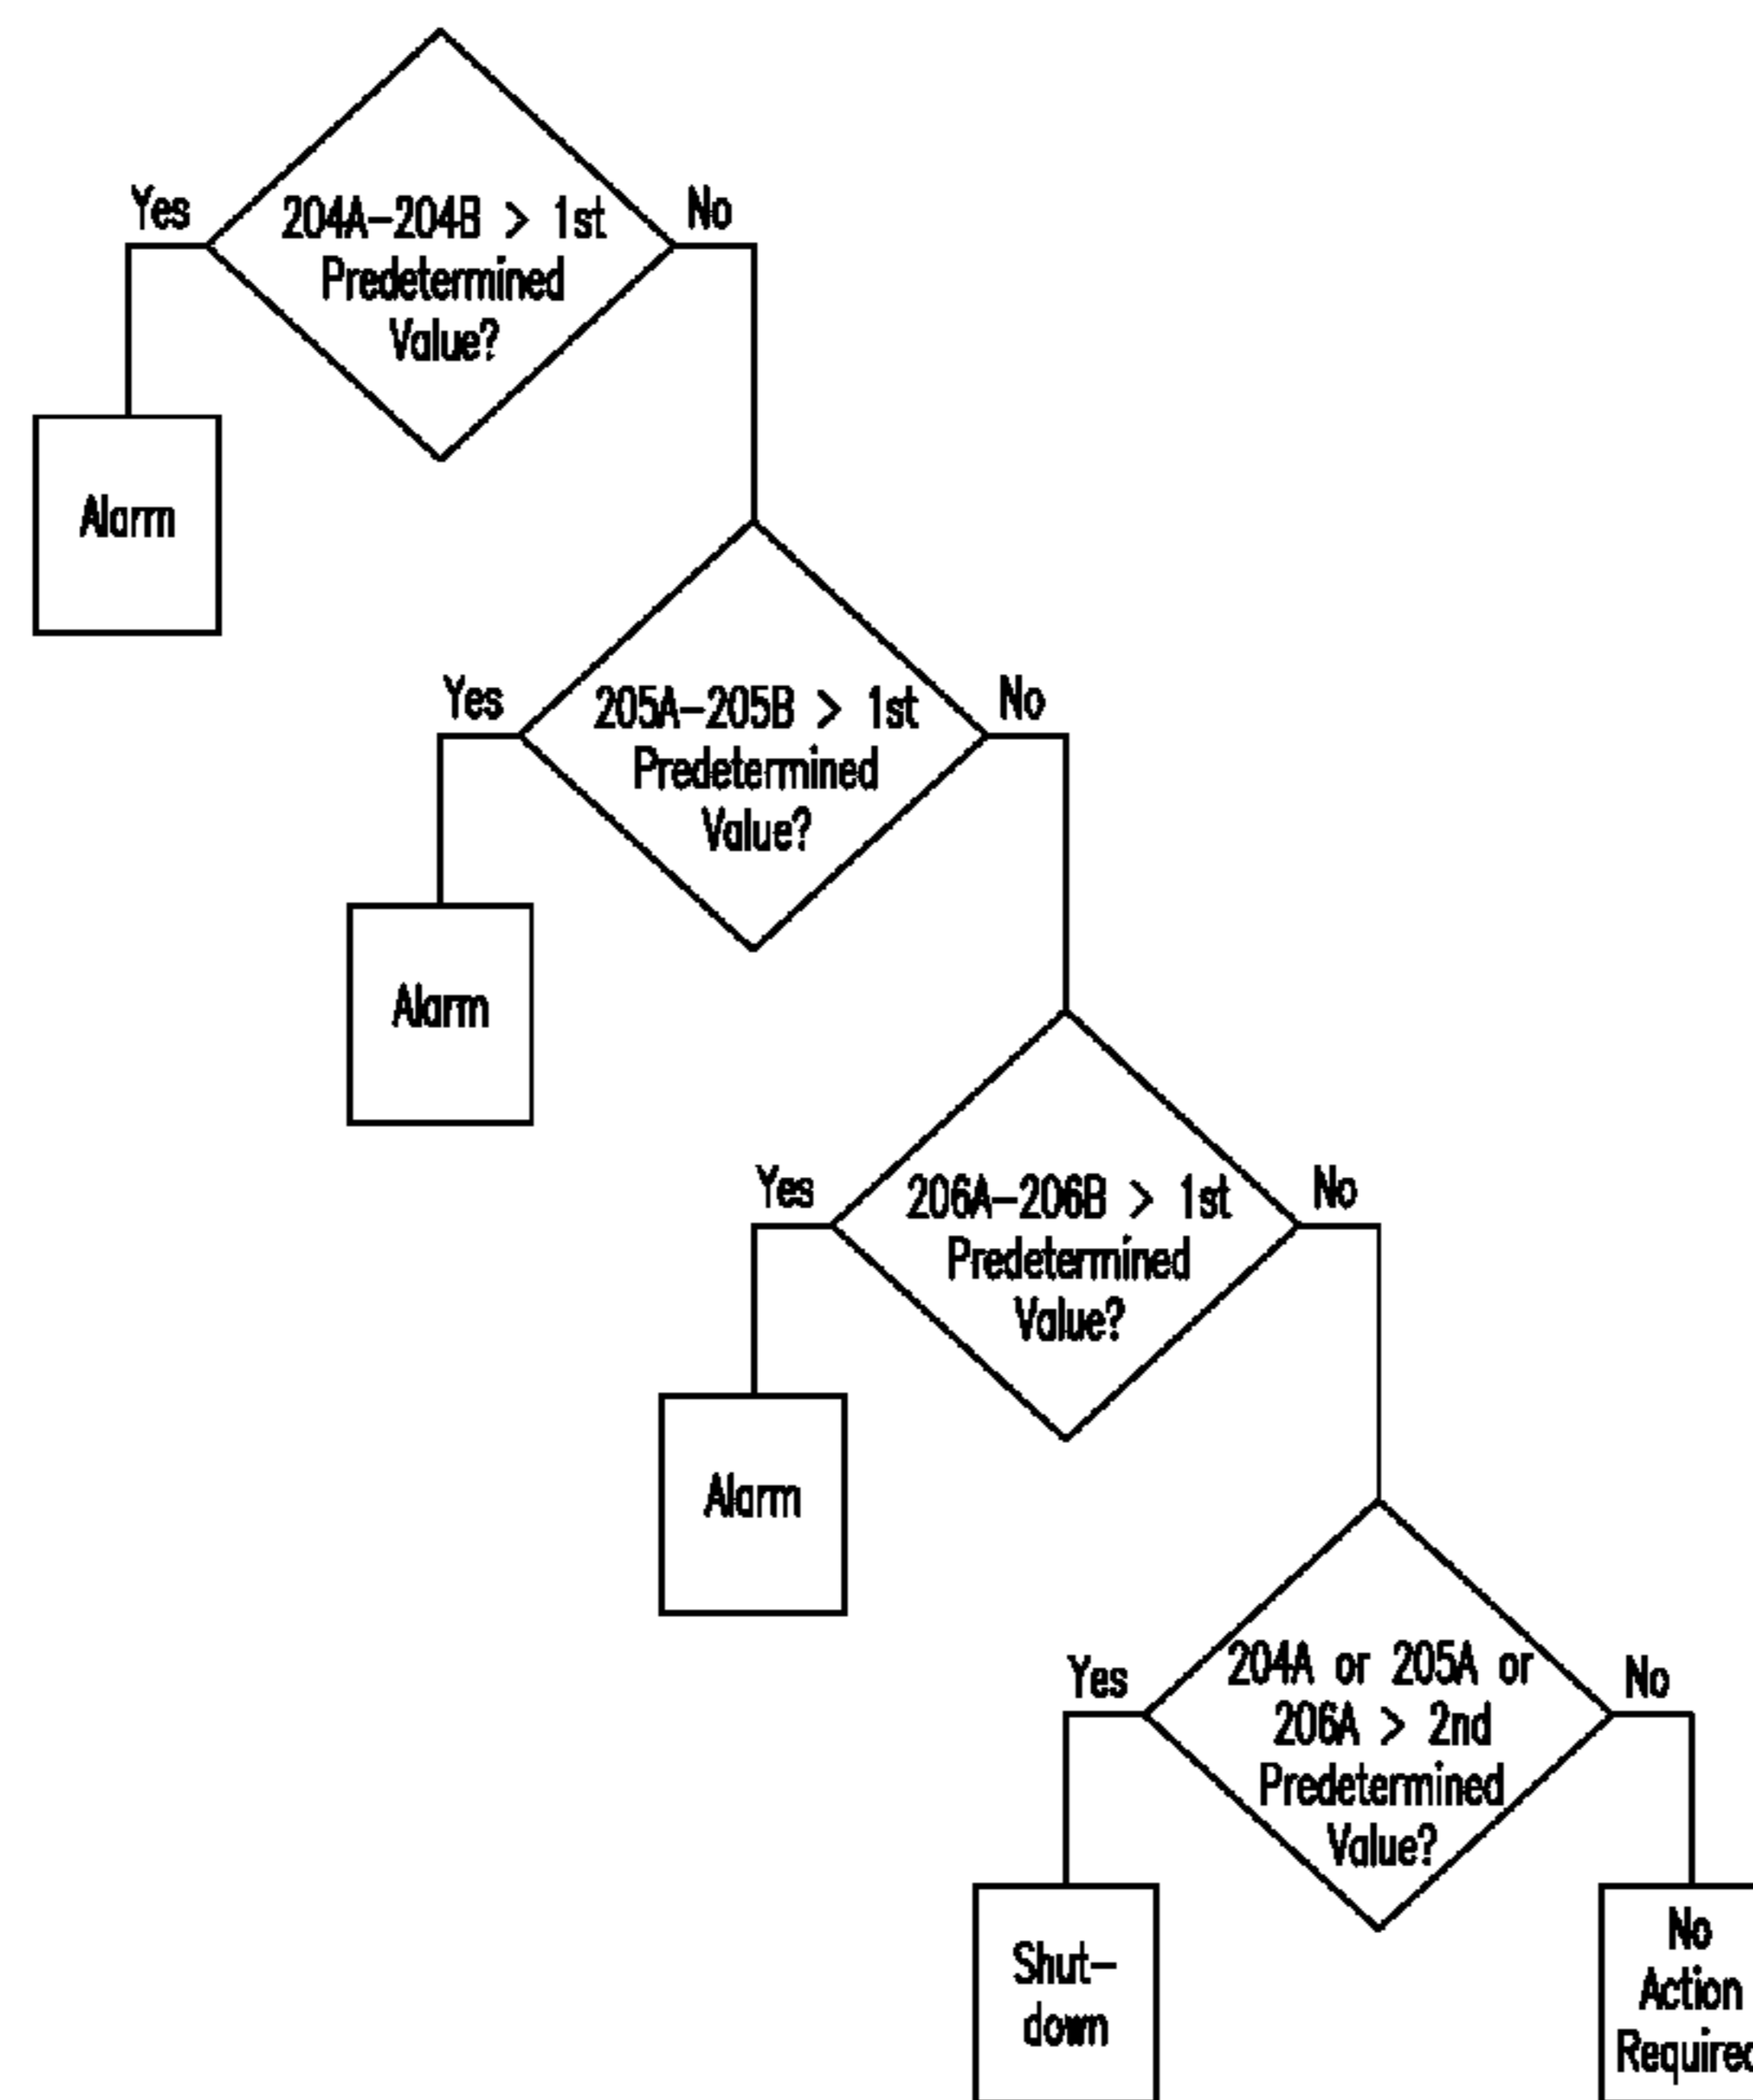 Yes
204A-204B > 1st
Predetermined
Value?
No
Alarm
Yes
205A-205B > 1st
Predetermined
Value?
No
Alarm
Yes
206A-206B > 1st
Predetermined
Value?
No
Alarm
Yes
204A or 205A or
206A > 2nd
Predetermined
Value?
No
Shut-
down
No
Action
Required